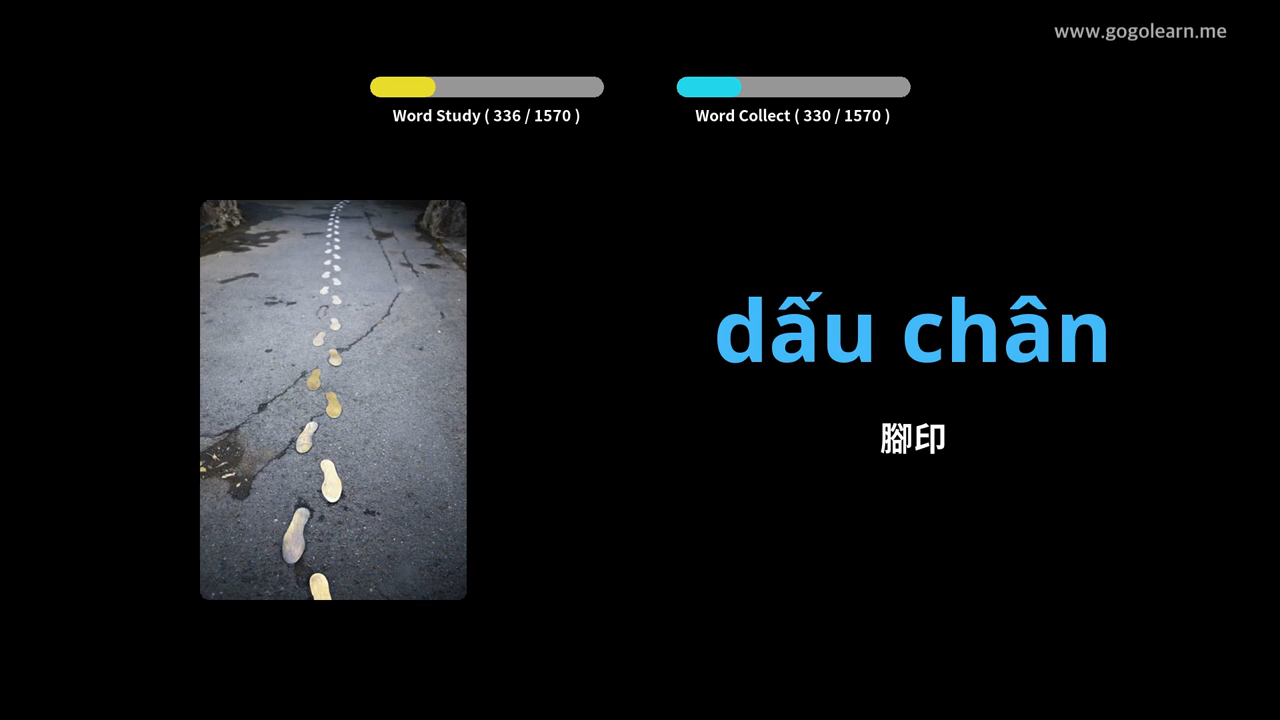 www.gogolearn.me
Word Study ( 336 / 1570 )
Word Collect ( 330 / 1570 )
dấu chân
腳印